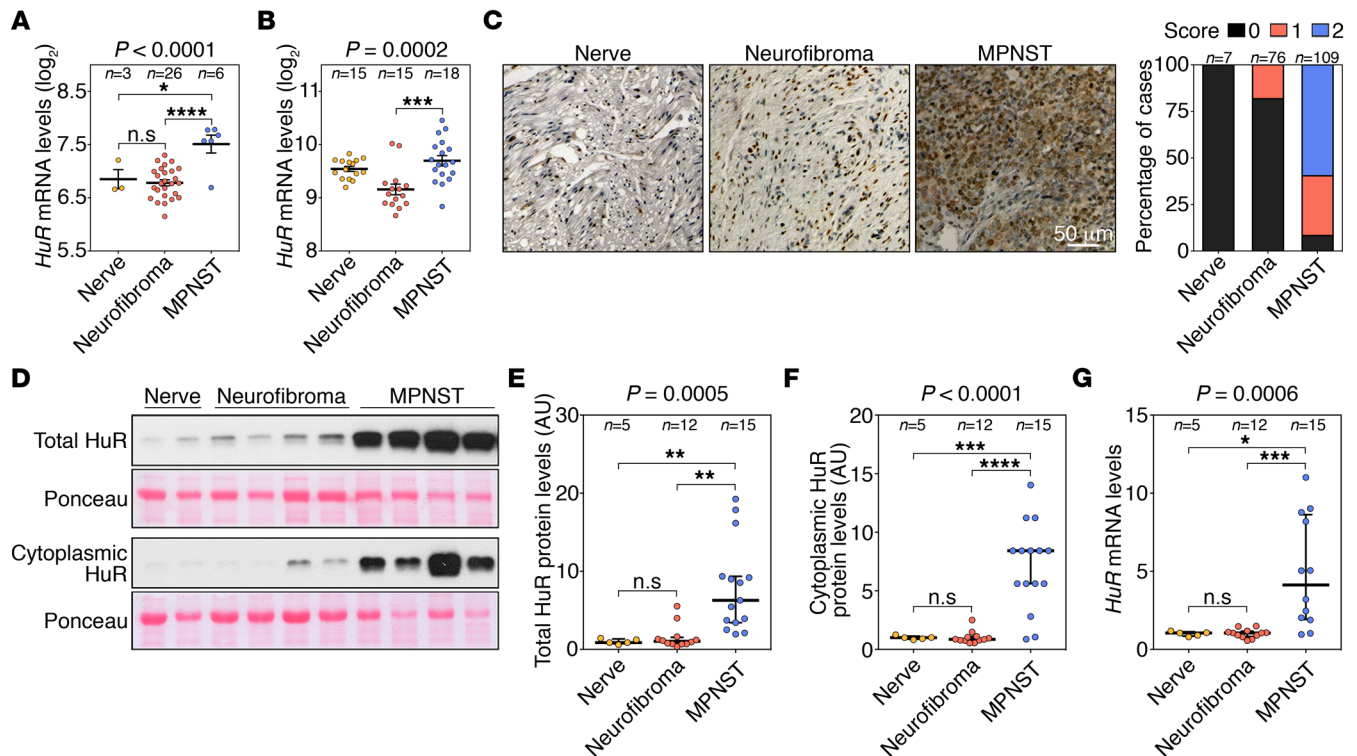 A
P < 0.0001
HuR mRNA levels (log2)
n=3 n=26 n=6
8.5
7.5
6.5
5.5
*
****
n.s
Nerve
Neurofibroma
MPNST
B
P = 0.0002
HuR mRNA levels (log2)
n=15 n=15 n=18
11
10
9
8
***
Nerve
Neurofibroma
MPNST
C
Nerve
Neurofibroma
MPNST
50 µm
Score 0 1 2
n=7 n=76 n=109
Percentage of cases
100
75
50
25
0
Nerve
Neurofibroma
MPNST
D
Nerve Neurofibroma MPNST
Total HuR
Ponceau
Cytoplasmic
HuR
Ponceau
E
P = 0.0005
Total HuR protein levels (AU)
n=5 n=12 n=15
30
20
10
0
**
**
n.s
Nerve
Neurofibroma
MPNST
F
P < 0.0001
Cytoplasmic HuR
protein levels (AU)
n=5 n=12 n=15
20
15
10
5
0
***
****
n.s
Nerve
Neurofibroma
MPNST
G
P = 0.0006
HuR mRNA levels
n=5 n=12 n=15
15
10
5
0
*
***
n.s
Nerve
Neurofibroma
MPNST